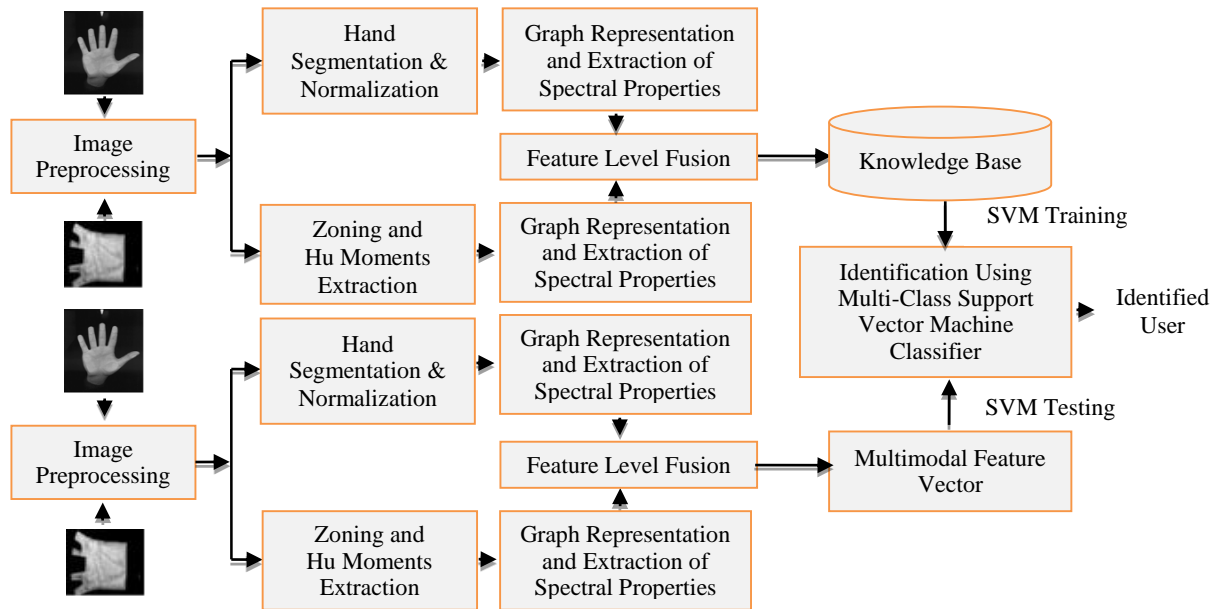 Hand
Segmentation &
Normalization
Graph Representation
and Extraction of
Spectral Properties
Image
Preprocessing
Feature Level Fusion
Knowledge Base
Zoning and
Hu Moments
Extraction
Graph Representation
and Extraction of
Spectral Properties
SVM Training
Identification Using
Multi-Class Support
Vector Machine
Classifier
Identified
User
Hand
Segmentation &
Normalization
Graph Representation
and Extraction of
Spectral Properties
SVM Testing
Image
Preprocessing
Feature Level Fusion
Multimodal Feature
Vector
Zoning and
Hu Moments
Extraction
Graph Representation
and Extraction of
Spectral Properties